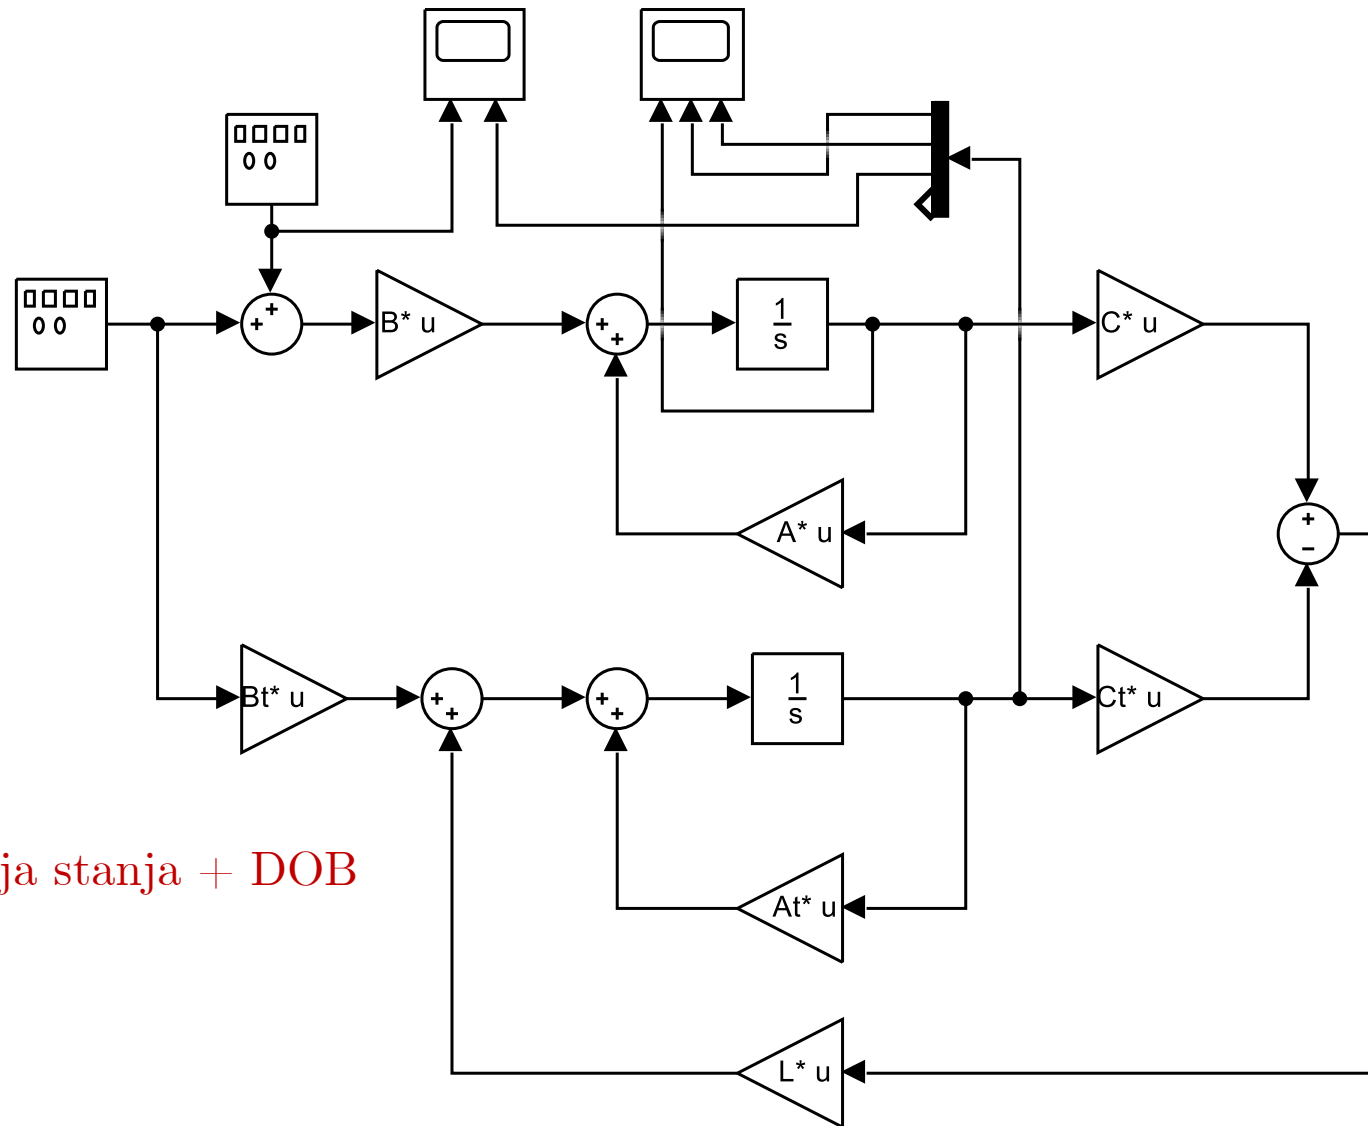 +
+
B* u
+
+
1
s
C* u
A* u
+
−
Bt* u
+
+
+
+
1
s
Ct* u
ja stanja + DOB
At* u
L* u